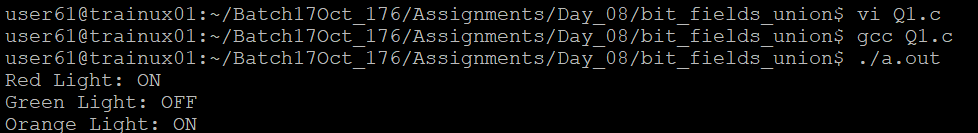 user61@trainux01:~/Batch17Oct_176/Assignments/Day_08/bit_fields_union$ vi Q1.c
user61@trainux01:~/Batch17Oct_176/Assignments/Day_08/bit_fields_union$ gcc Q1.c
user61@trainux01:~/Batch17Oct_176/Assignments/Day_08/bit_fields_union$ ./a.out
Red Light: ON
Green Light: OFF
Orange Light: ON